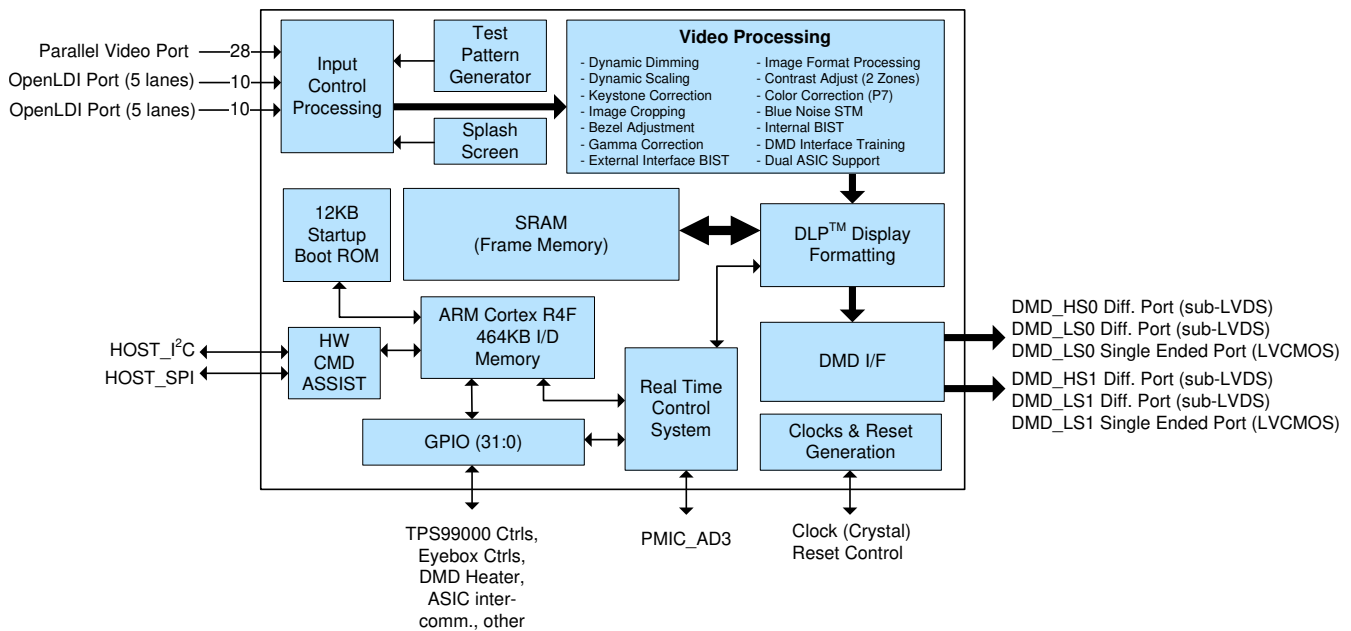 Parallel Video Port
28
OpenLDI Port (5 lanes)
10
OpenLDI Port (5 lanes)
10
Input
Control
Processing
Test
Pattern
Generator
Splash
Screen
Video Processing
- Dynamic Dimming
- Dynamic Scaling
- Keystone Correction
- Image Cropping
- Bezel Adjustment
- Gamma Correction
- External Interface BIST
- Image Format Processing
- Contrast Adjust (2 Zones)
- Color Correction (P7)
- Blue Noise STM
- Internal BIST
- DMD Interface Training
- Dual ASIC Support
12KB
Startup
Boot ROM
SRAM
(Frame Memory)
DLP™ Display
Formatting
ARM Cortex R4F
464KB I/D
Memory
HOST_I²C
HOST_SPI
HW
CMD
ASSIST
Real Time
Control
System
DMD I/F
DMD_HS0 Diff. Port (sub-LVDS)
DMD_LS0 Diff. Port (sub-LVDS)
DMD_LS0 Single Ended Port (LVCMOS)
DMD_HS1 Diff. Port (sub-LVDS)
DMD_LS1 Diff. Port (sub-LVDS)
DMD_LS1 Single Ended Port (LVCMOS)
GPIO (31:0)
Clocks & Reset
Generation
TPS99000 Ctrls,
Eyebox Ctrls,
DMD Heater,
ASIC inter-
comm., other
PMIC_AD3
Clock (Crystal)
Reset Control